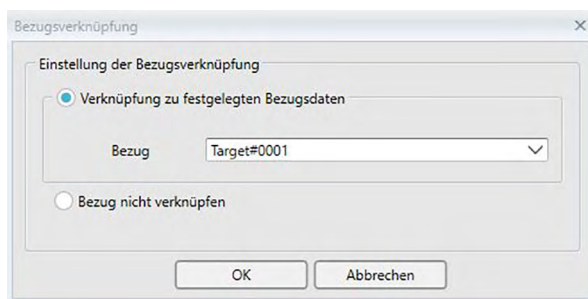 Bezugsverknüpfung
Einstellung der Bezugsverknüpfung
Verknüpfung zu festgelegten Bezugsdaten
Bezug Target#0001
Bezug nicht verknüpfen
OK Abbrechen